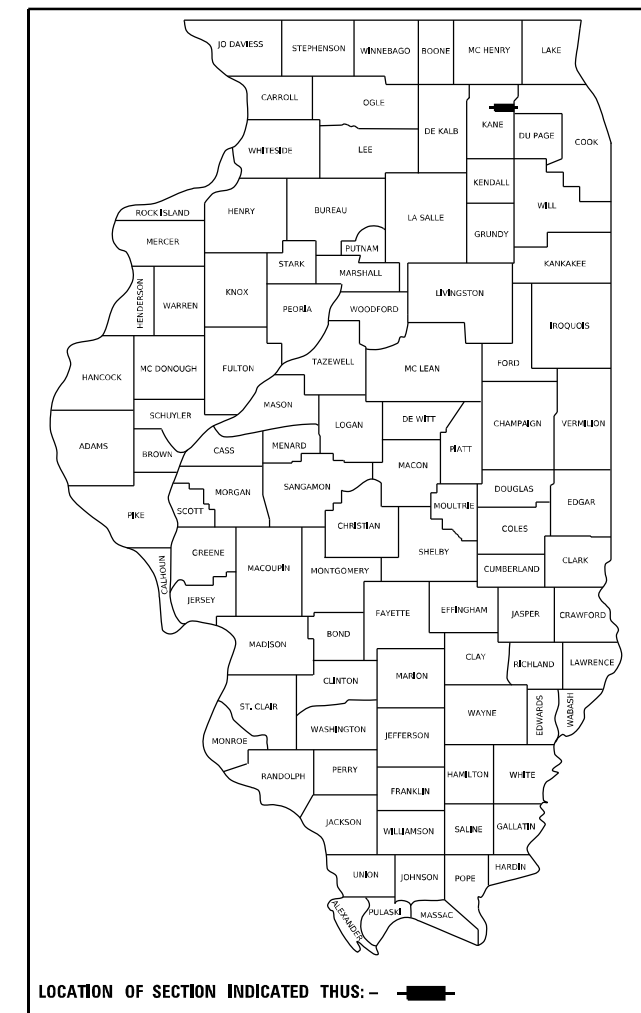 JO DAVIESS
STEPHENSON
WINNEBAGO
BOONE
MC HENRY
LAKE
CARROLL
OGLE
DE KALB
KANE
DU PAGE
COOK
WHITESIDE
LEE
KENDALL
WILL
ROCK ISLAND
HENRY
BUREAU
LA SALLE
GRUNDY
MERCER
PUTNAM
KANKAKEE
STARK
MARSHALL
HENDERSON
WARREN
KNOX
PEORIA
WOODFORD
LIVINGSTON
IROQUOIS
HANCOCK
MC DONOUGH
FULTON
TAZEWELL
MC LEAN
FORD
MASON
SCHUYLER
LOGAN
DE WITT
CHAMPAIGN
VERMILION
ADAMS
BROWN
CASS
MENARD
MACON
PIATT
MORGAN
SANGAMON
DOUGLAS
EDGAR
PIKE
SCOTT
CHRISTIAN
MOULTRIE
COLES
GREENE
MACOUPIN
MONTGOMERY
SHELBY
CUMBERLAND
CLARK
CALHOUN
JERSEY
FAYETTE
EFFINGHAM
JASPER
CRAWFORD
MADISON
BOND
CLAY
RICHLAND
LAWRENCE
CLINTON
MARION
ST. CLAIR
WAYNE
EDWARDS
WABASH
WASHINGTON
JEFFERSON
MONROE
RANDOLPH
PERRY
HAMILTON
WHITE
FRANKLIN
JACKSON
WILLIAMSON
SALINE
GALLATIN
UNION
JOHNSON
POPE
HARDIN
ALEXANDER
PULASKI
MASSAC
LOCATION OF SECTION INDICATED THUS: –